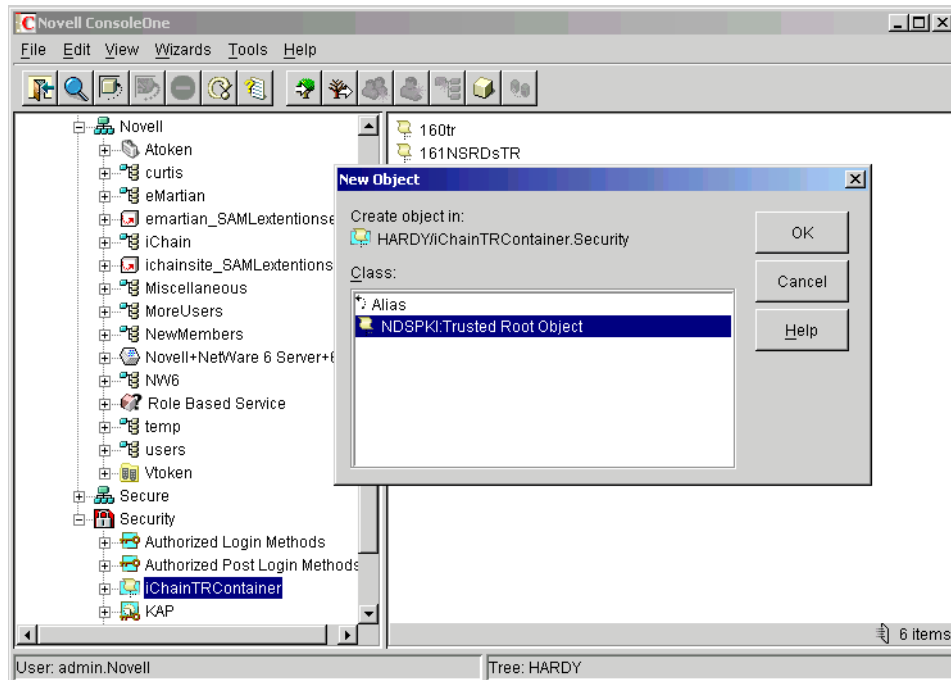 Novell ConsoleOne
File Edit View Wizards Tools Help
Novell
Atoken
curtis
eMartian
emartian_SAMLextentionse
iChain
ichainsite_SAMLextentions
Miscellaneous
MoreUsers
NewMembers
Novell+NetWare 6 Server+6
NW6
Role Based Service
temp
users
Vtoken
Secure
Security
Authorized Login Methods
Authorized Post Login Methods
iChainTRContainer
KAP
160tr
161NSRDsTR
New Object
Create object in:
HARDY/iChainTRContainer.Security
Class:
Alias
NDSPKI:Trusted Root Object
OK
Cancel
Help
6 items
User: admin.Novell
Tree: HARDY